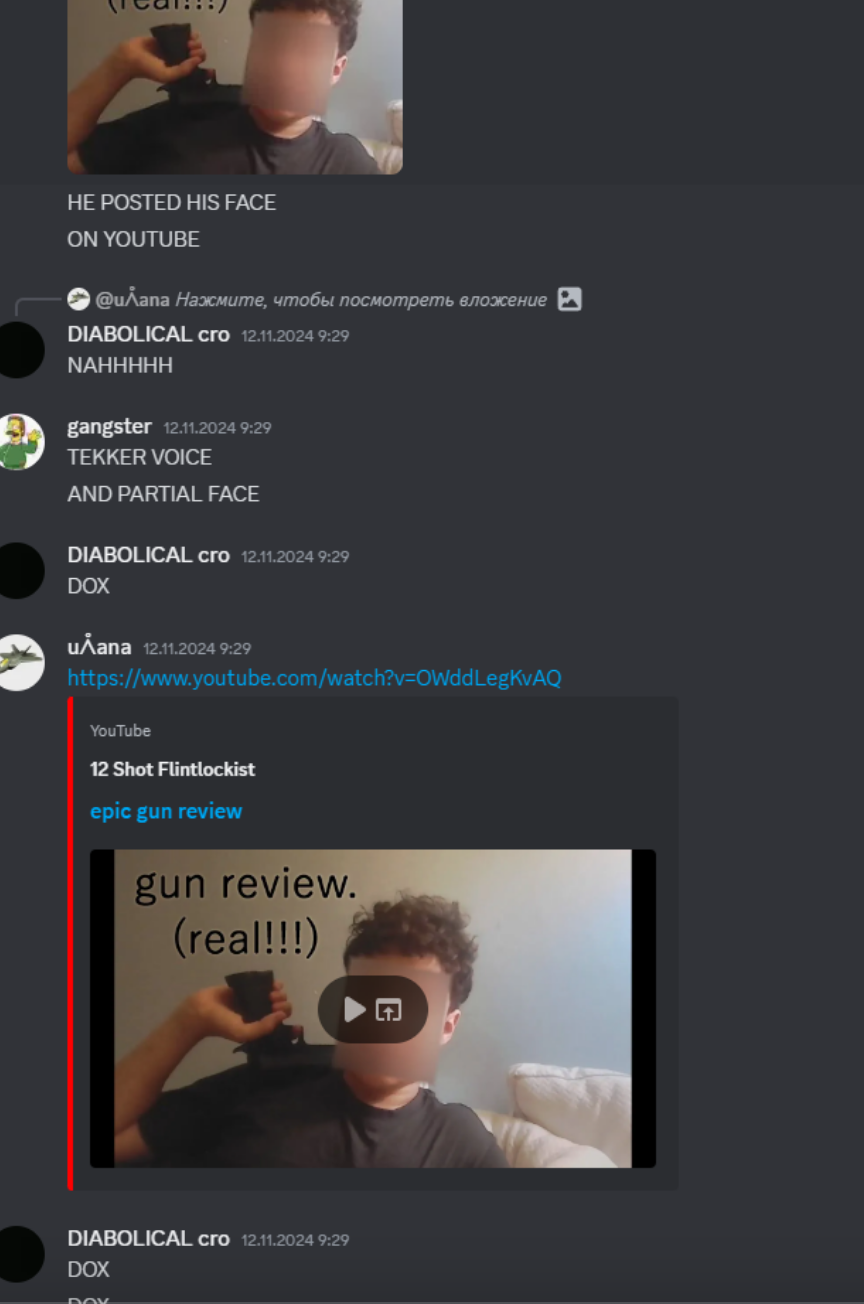 (real!!!)
HE POSTED HIS FACE
ON YOUTUBE
@u꥟ana Нажмите, чтобы посмотреть вложение
DIABOLICAL cro 12.11.2024 9:29
NAHHHHH
gangster 12.11.2024 9:29
TEKKER VOICE
AND PARTIAL FACE
DIABOLICAL cro 12.11.2024 9:29
DOX
u꥟ana 12.11.2024 9:29
https://www.youtube.com/watch?v=OWddLegKvAQ
YouTube
12 Shot Flintlockist
epic gun review
gun review.
(real!!!)
DIABOLICAL cro 12.11.2024 9:29
DOX
DOX